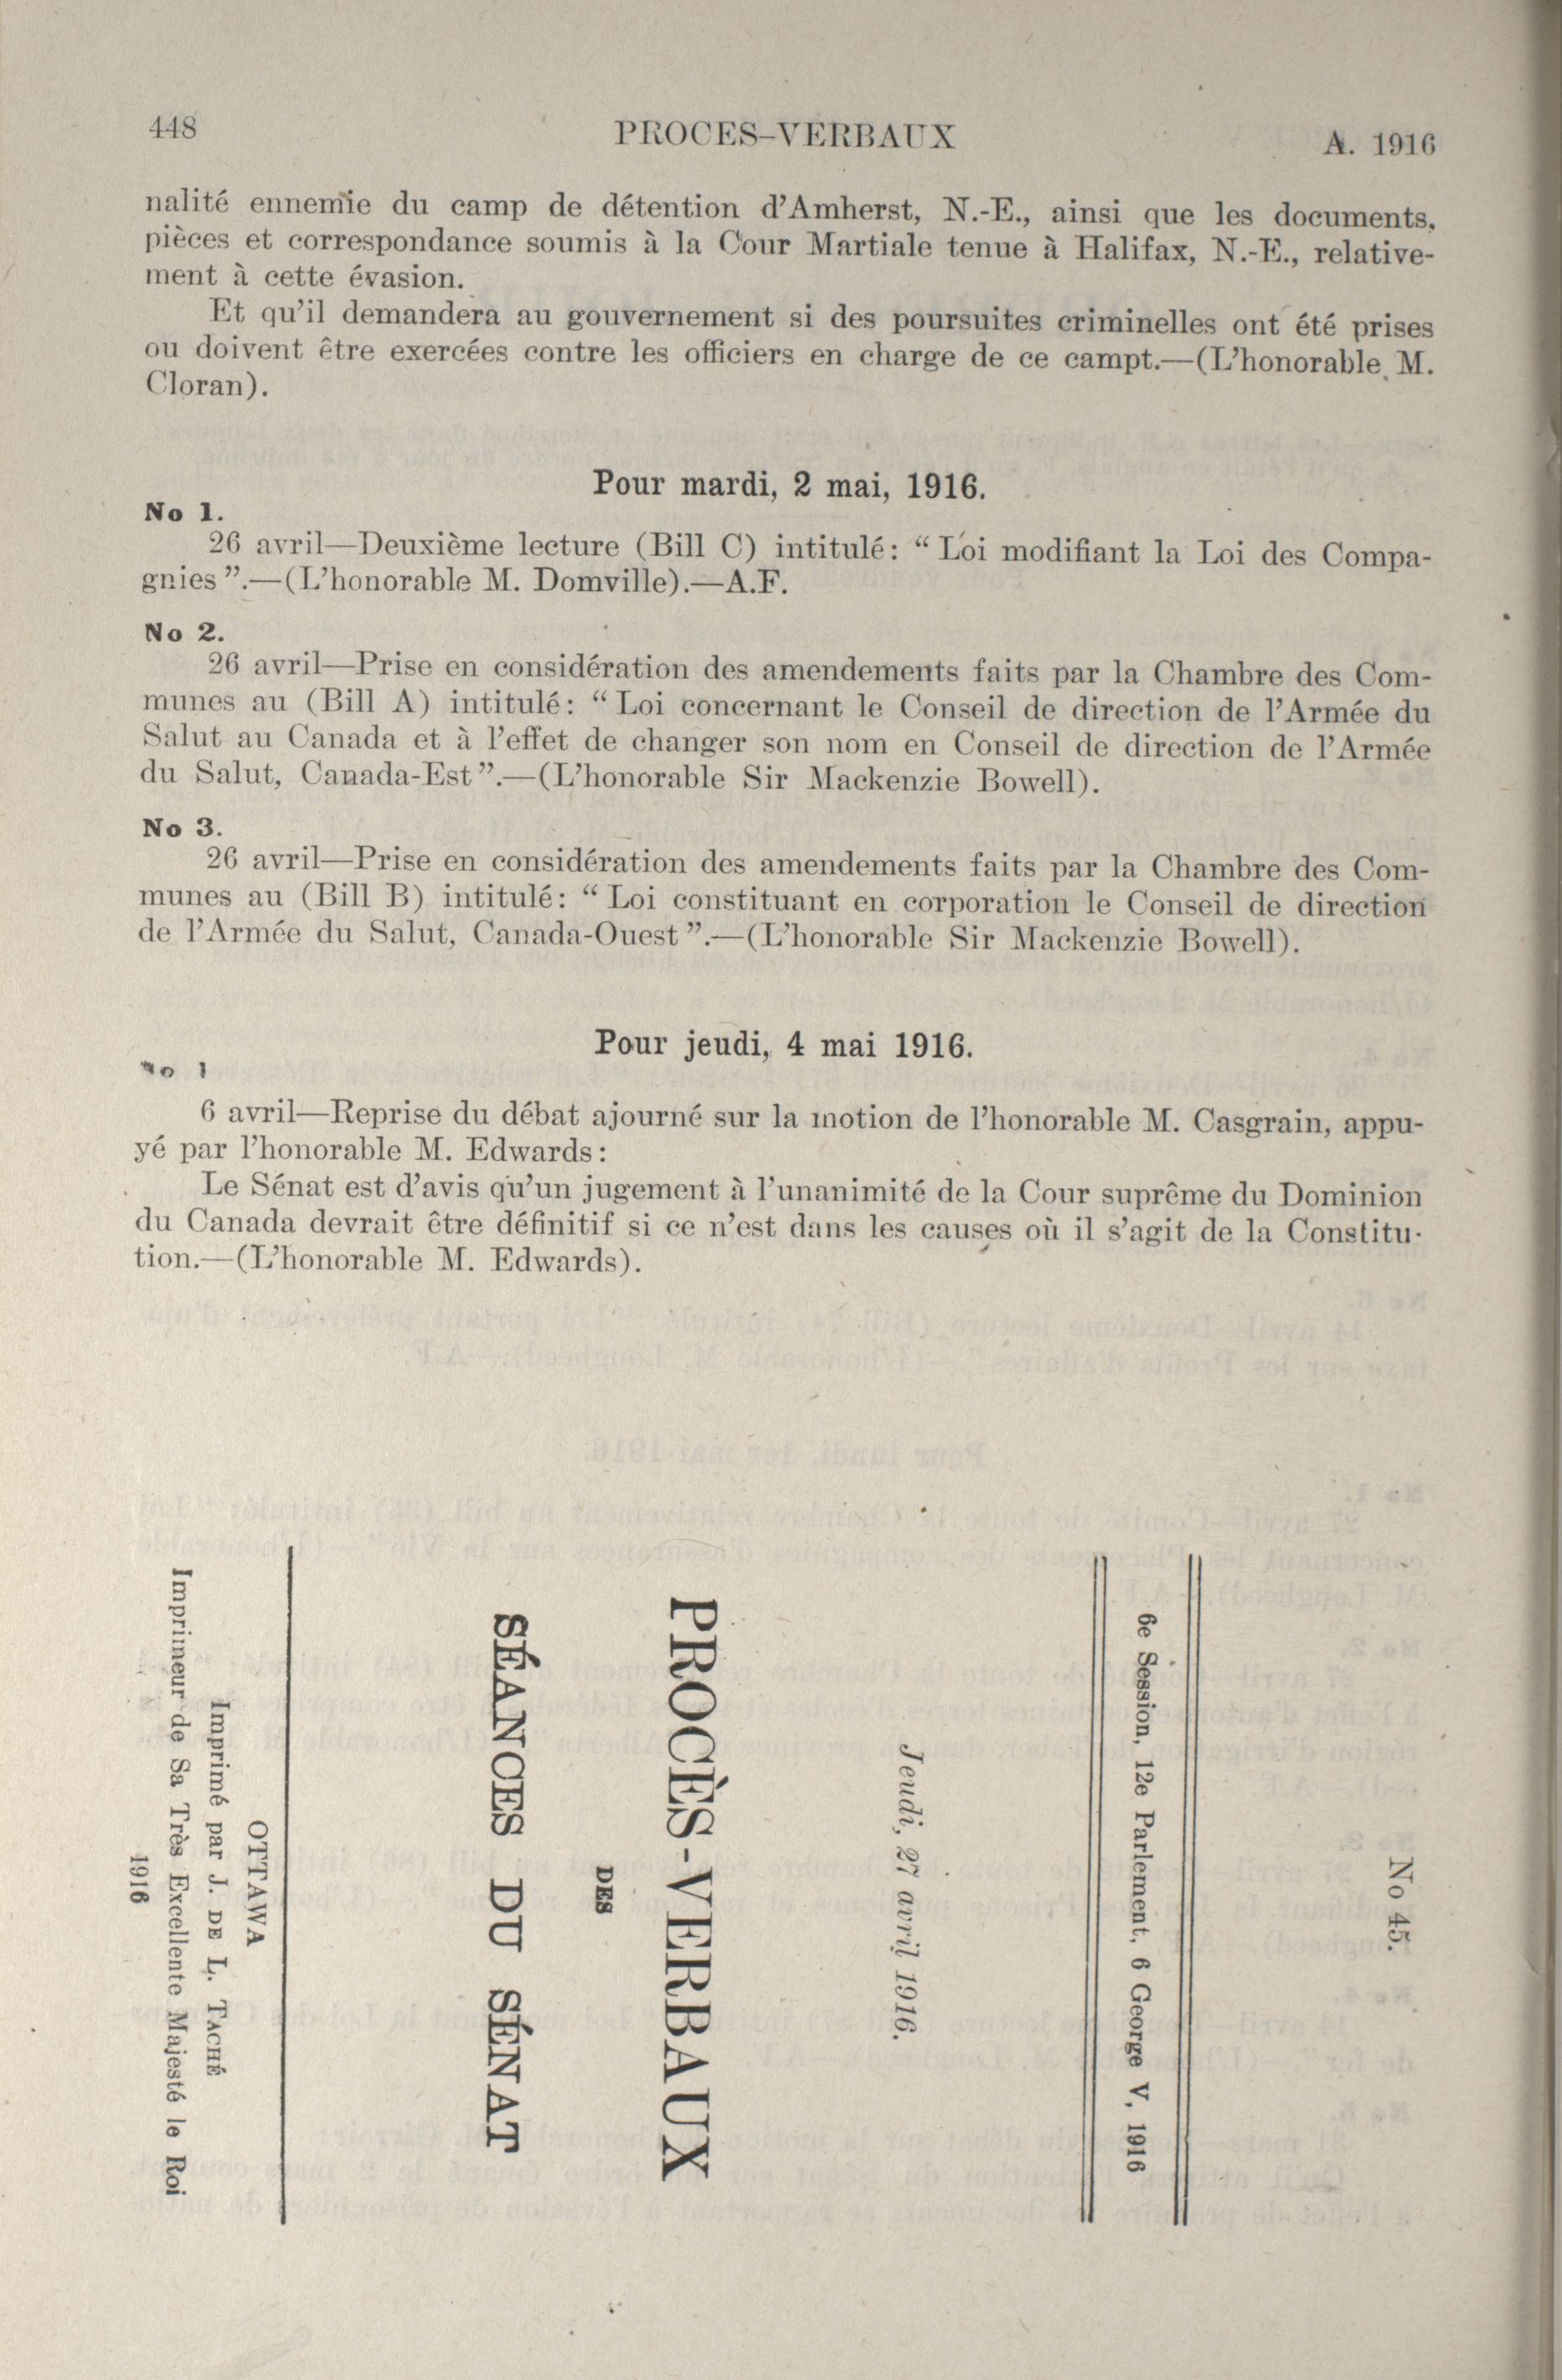 448
PROCES-VERBAUX
A. 1916
nalité ennemie du camp de détention d'Amherst, N.-E., ainsi que les documents,
pièces et correspondance soumis à la Cour Martiale tenue à Halifax, N.-E., relative-
ment à cette évasion.
Et qu'il demandera au gouvernement si des poursuites criminelles ont été prises
ou doivent être exercées contre les officiers en charge de ce campt.—(L'honorable M.
Cloran).
Pour mardi, 2 mai, 1916.
No 1.
26 avril—Deuxième lecture (Bill C) intitulé: “ Loi modifiant la Loi des Compa-
gnies ”.—(L'honorable M. Domville).—A.F.
No 2.
26 avril—Prise en considération des amendements faits par la Chambre des Com-
munes au (Bill A) intitulé: “ Loi concernant le Conseil de direction de l'Armée du
Salut au Canada et à l'effet de changer son nom en Conseil de direction de l'Armée
du Salut, Canada-Est ”.—(L'honorable Sir Mackenzie Bowell).
No 3.
26 avril—Prise en considération des amendements faits par la Chambre des Com-
munes au (Bill B) intitulé: “ Loi constituant en corporation le Conseil de direction
de l'Armée du Salut, Canada-Ouest ”.—(L'honorable Sir Mackenzie Bowell).
Pour jeudi, 4 mai 1916.
No 1
6 avril—Reprise du débat ajourné sur la motion de l'honorable M. Casgrain, appu-
yé par l'honorable M. Edwards:
Le Sénat est d'avis qu'un jugement à l'unanimité de la Cour suprême du Dominion
du Canada devrait être définitif si ce n'est dans les causes où il s'agit de la Constitu-
tion.—(L'honorable M. Edwards).
No 45.
6e Session, 12e Parlement, 6 George V, 1916
Jeudi, 27 avril 1916.
PROCÈS-VERBAUX
DES
SÉANCES DU SÉNAT
OTTAWA
Imprimé par J. DE L. TACHÉ
Imprimeur de Sa Très Excellente Majesté le Roi
1916